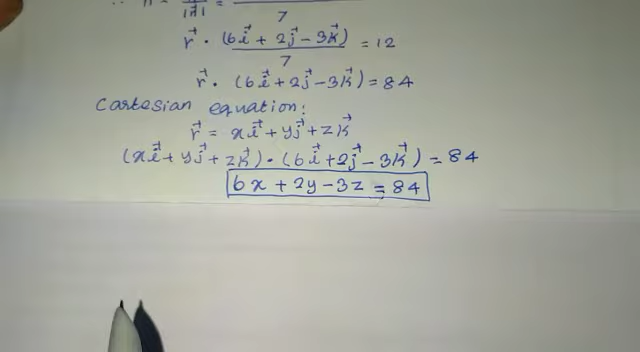 ∴ n̂ = n⃗/|n⃗| = /7
r⃗ · (6i⃗ + 2j⃗ - 3k⃗)/7 = 12
r⃗ · (6i⃗ + 2j⃗ - 3k⃗) = 84
Cartesian equation:
r⃗ = xi⃗ + yj⃗ + zk⃗
(xi⃗ + yj⃗ + zk⃗) · (6i⃗ + 2j⃗ - 3k⃗) = 84
6x + 2y - 3z = 84